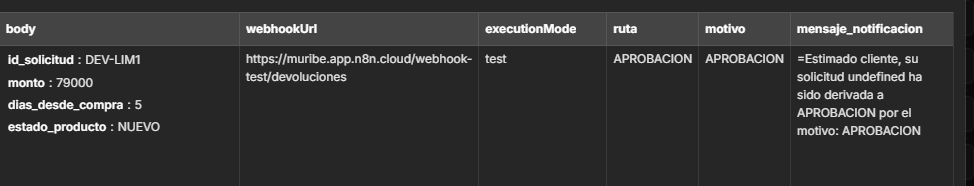 body webhookUrl executionMode ruta motivo mensaje_notificacion
id_solicitud : DEV-LIM1 https://muribe.app.n8n.cloud/webhook- test APROBACION APROBACION =Estimado cliente, su
monto : 79000 test/devoluciones solicitud undefined ha
dias_desde_compra : 5 sido derivada a
estado_producto : NUEVO APROBACION por el
motivo: APROBACION